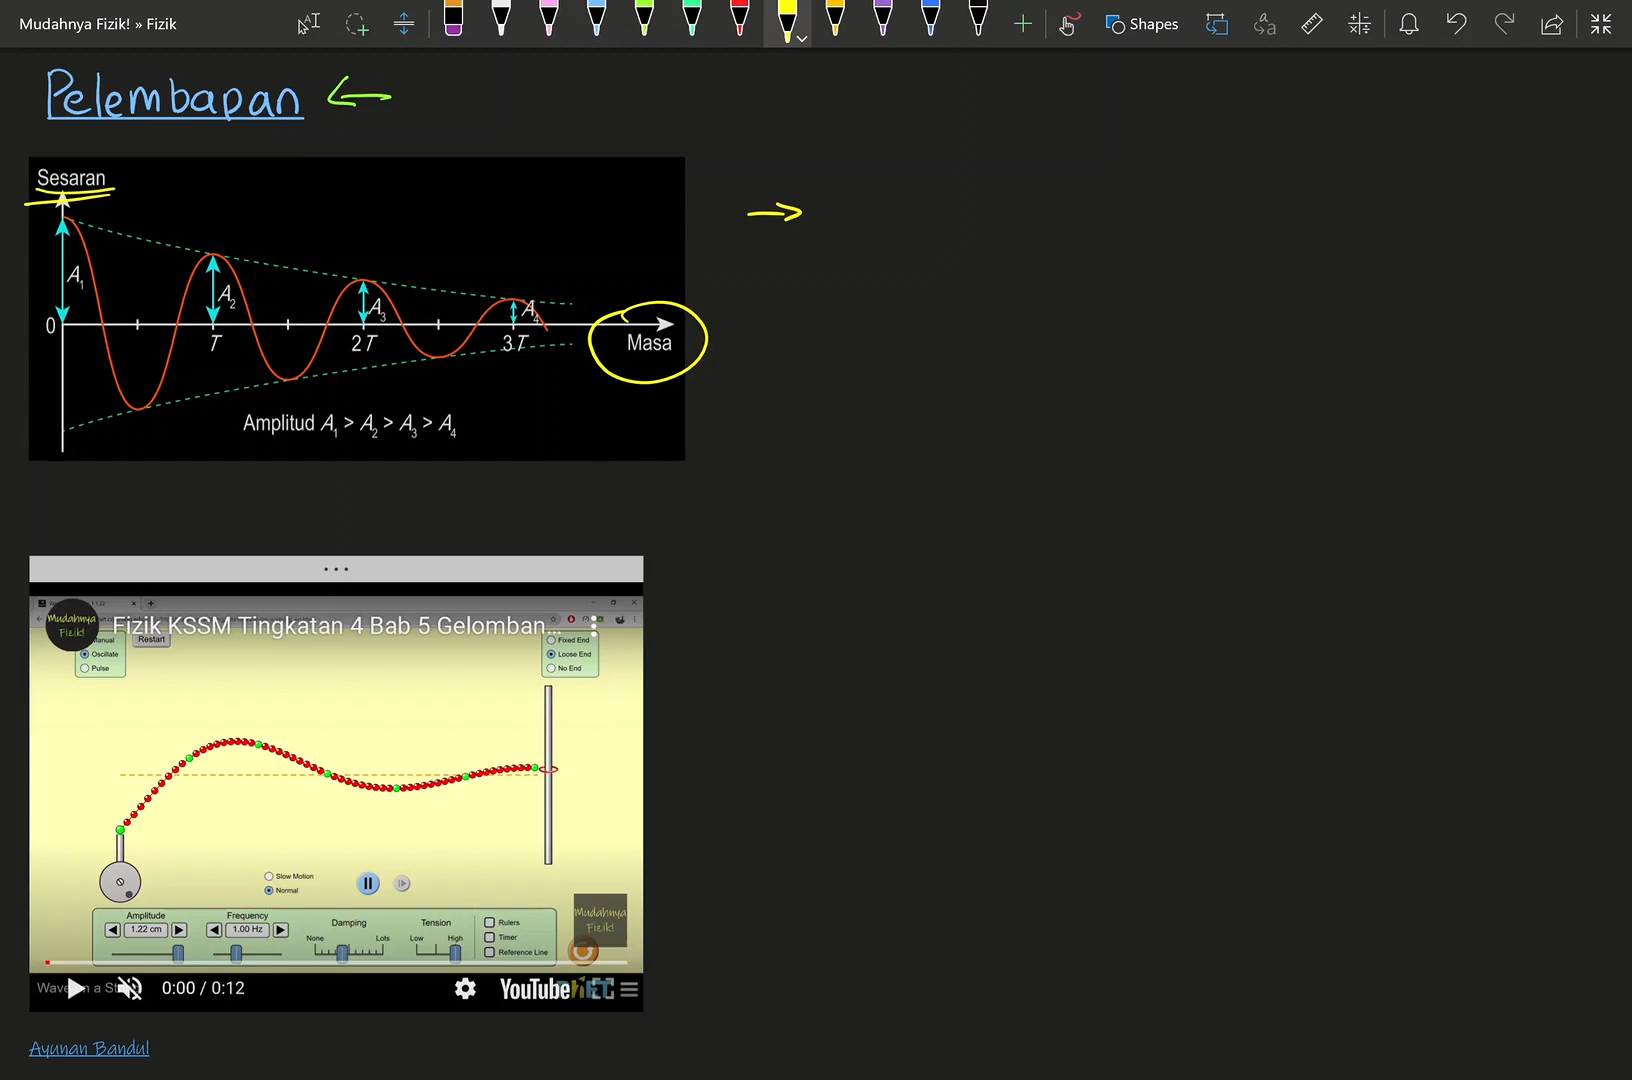 Mudahnya Fizik! » Fizik
Shapes
Pelembapan
Sesaran
A1
A2
A3
A4
0
T
2T
3T
Masa
Amplitud A1 > A2 > A3 > A4
Mudahnya
Fizik!
Fizik KSSM Tingkatan 4 Bab 5 Gelomban...
Restart
Oscillate
Pulse
Fixed End
Loose End
No End
Slow Motion
Normal
Amplitude
1.22 cm
Frequency
1.00 Hz
Damping
None
Lots
Tension
Low
High
Rulers
Timer
Reference Line
Mudahnya
Fizik!
0:00 / 0:12
YouTube
Ayunan Bandul